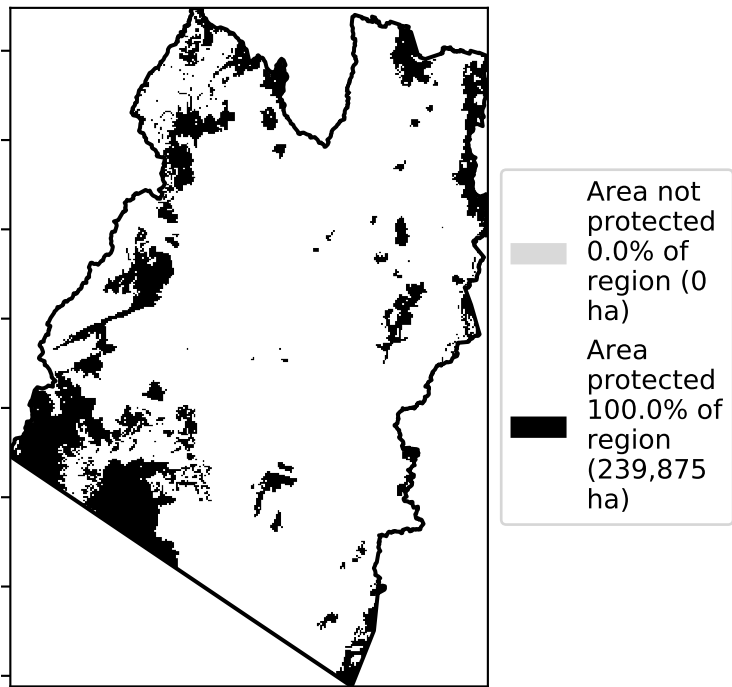 Area not
protected
0.0% of
region (0
ha)
Area
protected
100.0% of
region
(239,875
ha)